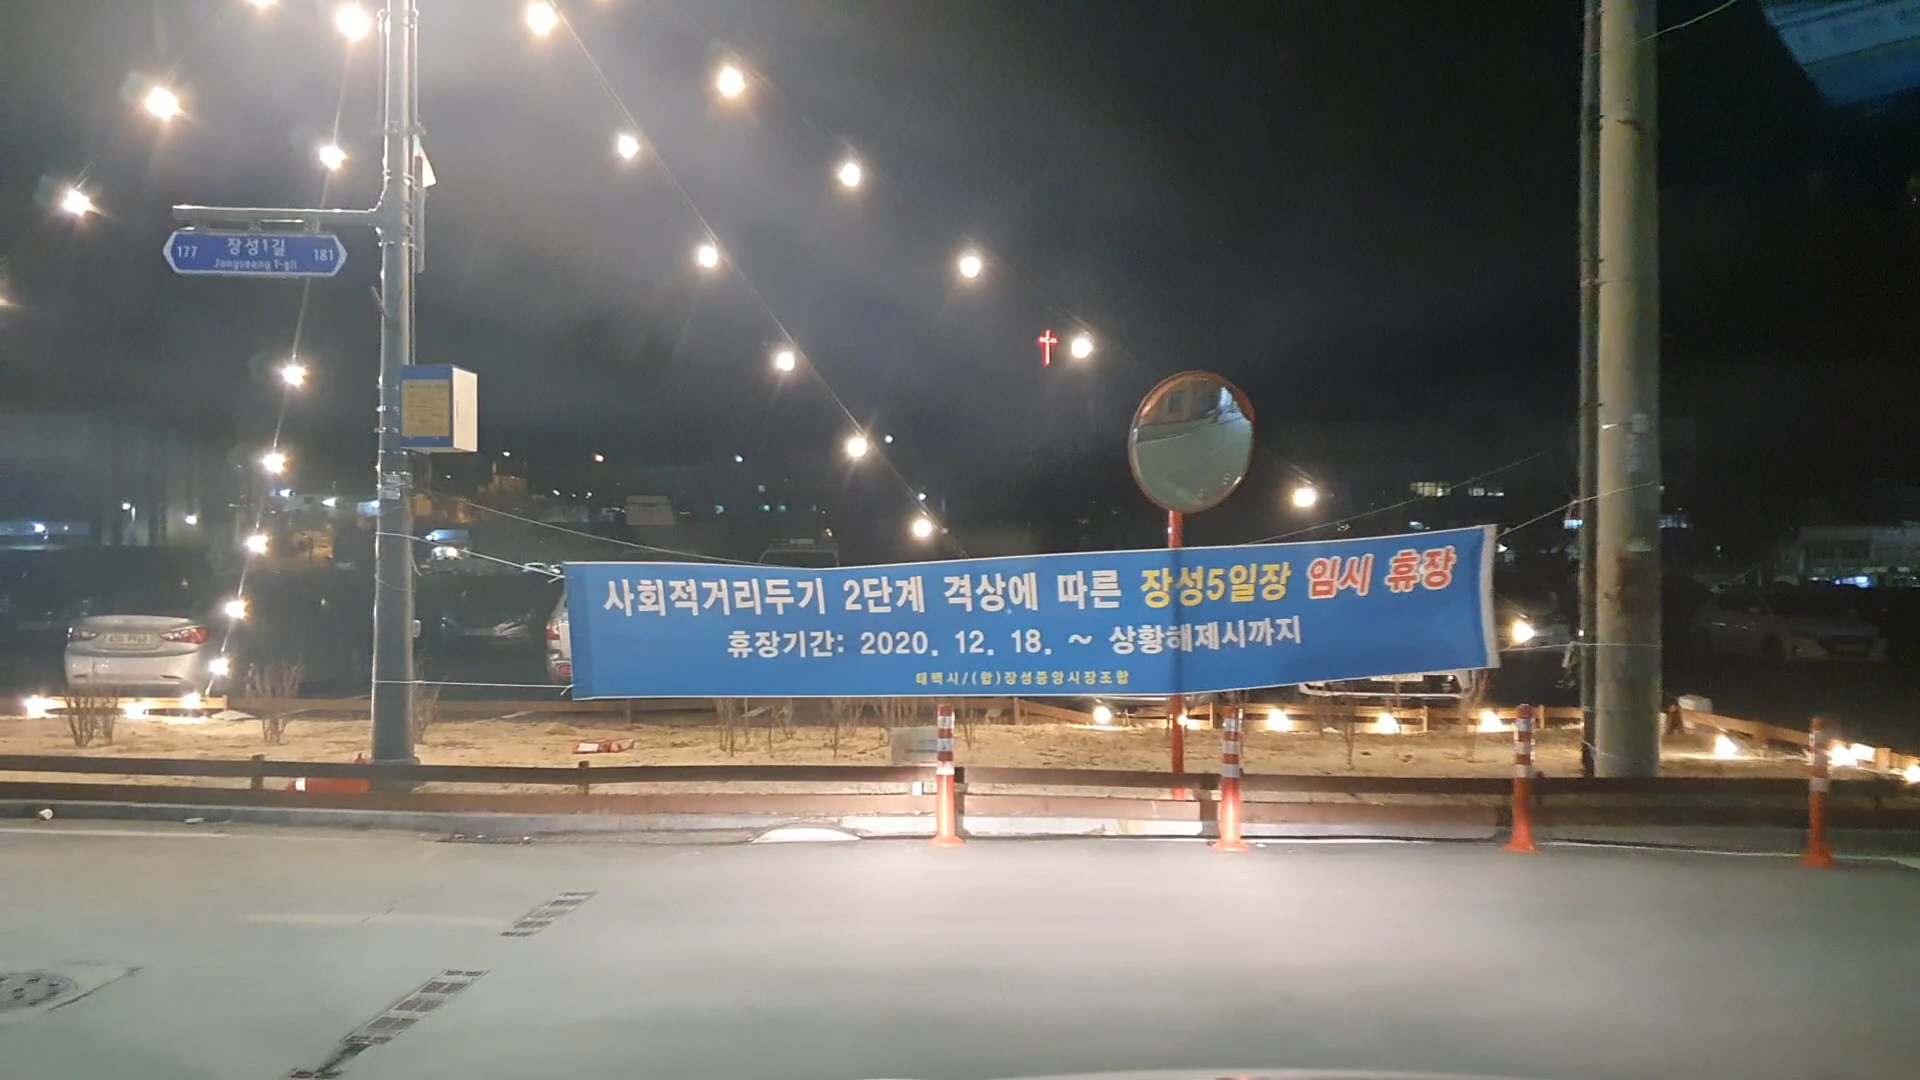 177 장성1길 181
Jangseong 1-gil
사회적거리두기 2단계 격상에 따른 장성5일장 임시 휴장
휴장기간: 2020. 12. 18. ~ 상황해제시까지
태백시/(합)장성중앙시장조합